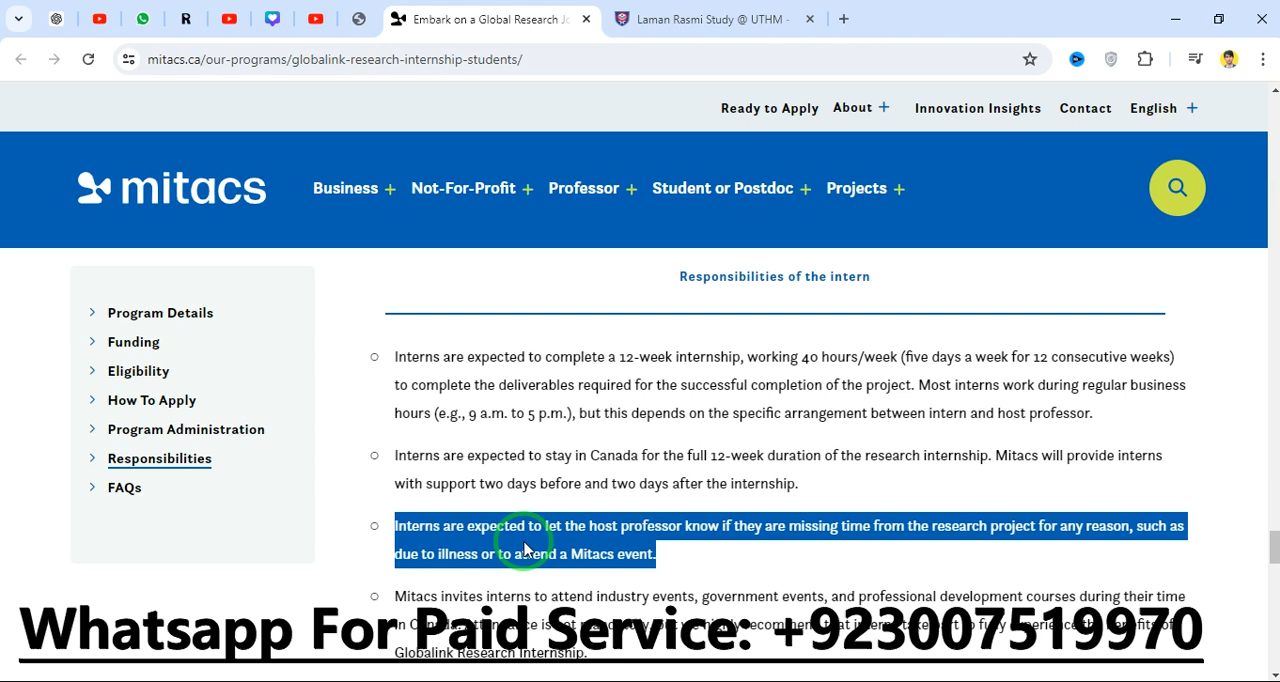 Embark on a Global Research Jo
Laman Rasmi Study @ UTHM -
mitacs.ca/our-programs/globalink-research-internship-students/
Ready to Apply About + Innovation Insights Contact English +
mitacs Business + Not-For-Profit + Professor + Student or Postdoc + Projects +
Program Details
Funding
Eligibility
How To Apply
Program Administration
Responsibilities
FAQs
Responsibilities of the intern
Interns are expected to complete a 12-week internship, working 40 hours/week (five days a week for 12 consecutive weeks)
to complete the deliverables required for the successful completion of the project. Most interns work during regular business
hours (e.g., 9 a.m. to 5 p.m.), but this depends on the specific arrangement between intern and host professor.
Interns are expected to stay in Canada for the full 12-week duration of the research internship. Mitacs will provide interns
with support two days before and two days after the internship.
Interns are expected to let the host professor know if they are missing time from the research project for any reason, such as
due to illness or to attend a Mitacs event.
Mitacs invites interns to attend industry events, government events, and professional development courses during their time
Whatsapp For Paid Service: +923007519970
Globalink Research Internship.